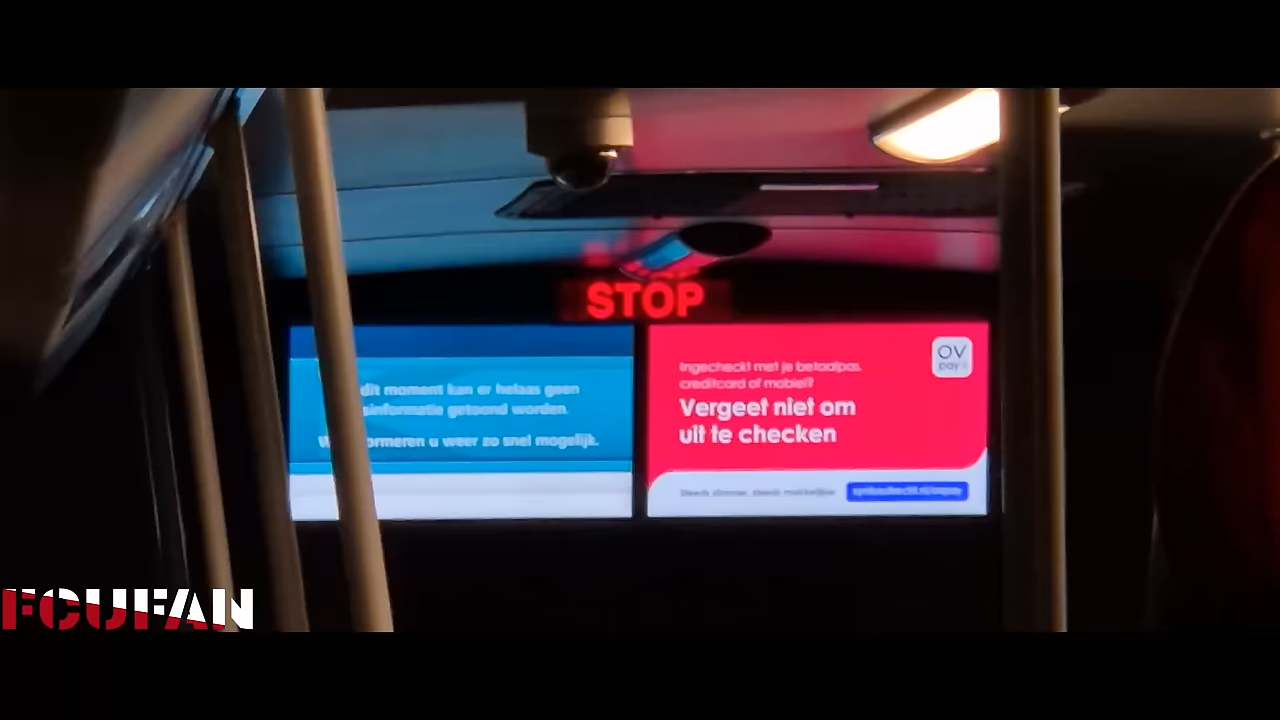 STOP
dit moment kan er helaas geen
sinformatie getoond worden.
W ormeren u weer zo snel mogelijk.
OV
pay
Ingecheckt met je betaalpas,
creditcard of mobiel?
Vergeet niet om
uit te checken
FCUFAN